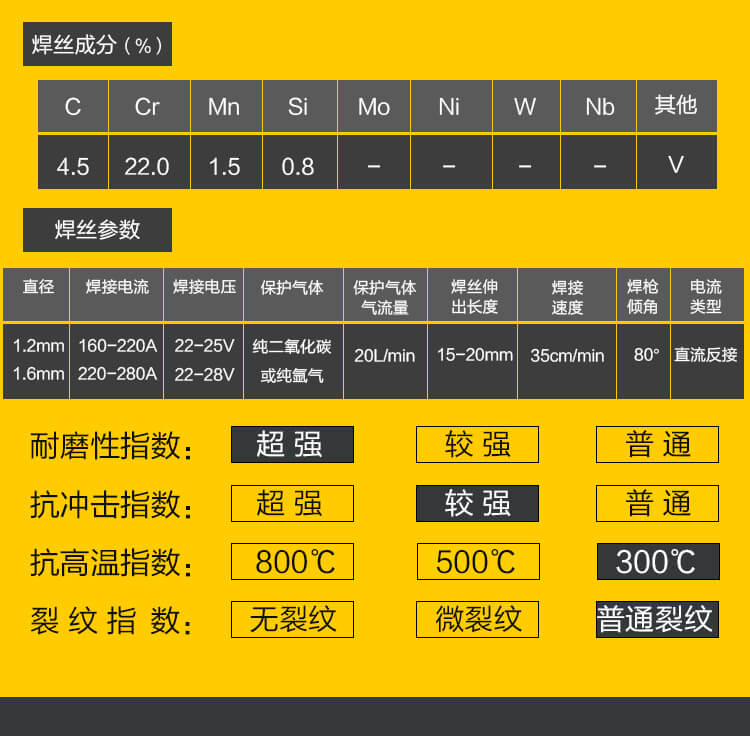 焊丝成分(%)
C Cr Mn Si Mo Ni W Nb 其他
4.5 22.0 1.5 0.8 – – – – V
焊丝参数
直径 焊接电流 焊接电压 保护气体 保护气体 焊丝伸 焊接 焊枪 电流
气流量 出长度 速度 倾角 类型
1.2mm 160-220A 22-25V 纯二氧化碳 20L/min 15-20mm 35cm/min 80° 直流反接
1.6mm 220-280A 22-28V 或纯氩气
耐磨性指数: 超强 较强 普通
抗冲击指数: 超强 较强 普通
抗高温指数: 800℃ 500℃ 300℃
裂纹指数: 无裂纹 微裂纹 普通裂纹